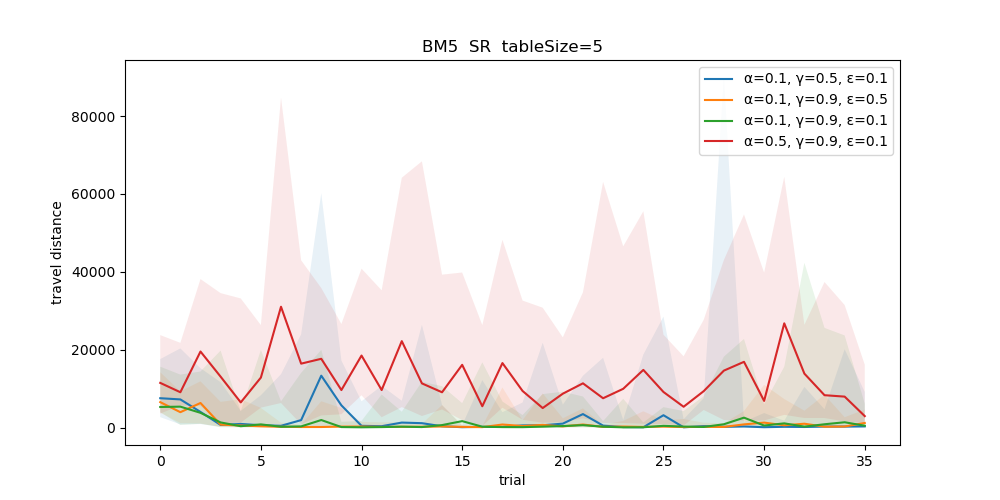 BM5  SR  tableSize=5
α=0.1, γ=0.5, ε=0.1
α=0.1, γ=0.9, ε=0.5
α=0.1, γ=0.9, ε=0.1
α=0.5, γ=0.9, ε=0.1
80000
60000
40000
20000
0
travel distance
0 5 10 15 20 25 30 35
trial